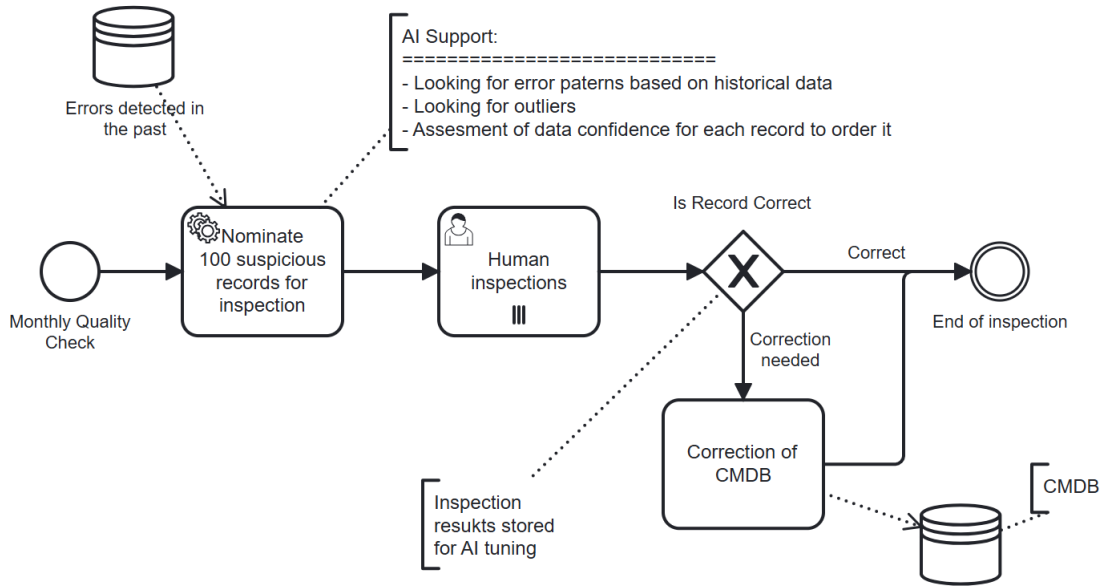 AI Support:
============================
- Looking for error paterns based on historical data
- Looking for outliers
- Assesment of data confidence for each record to order it
Errors detected in
the past
Nominate
100 suspicious
records for
inspection
Human
inspections
Is Record Correct
X
Correct
Monthly Quality
Check
End of inspection
Correction
needed
Correction of
CMDB
CMDB
Inspection
resukts stored
for AI tuning